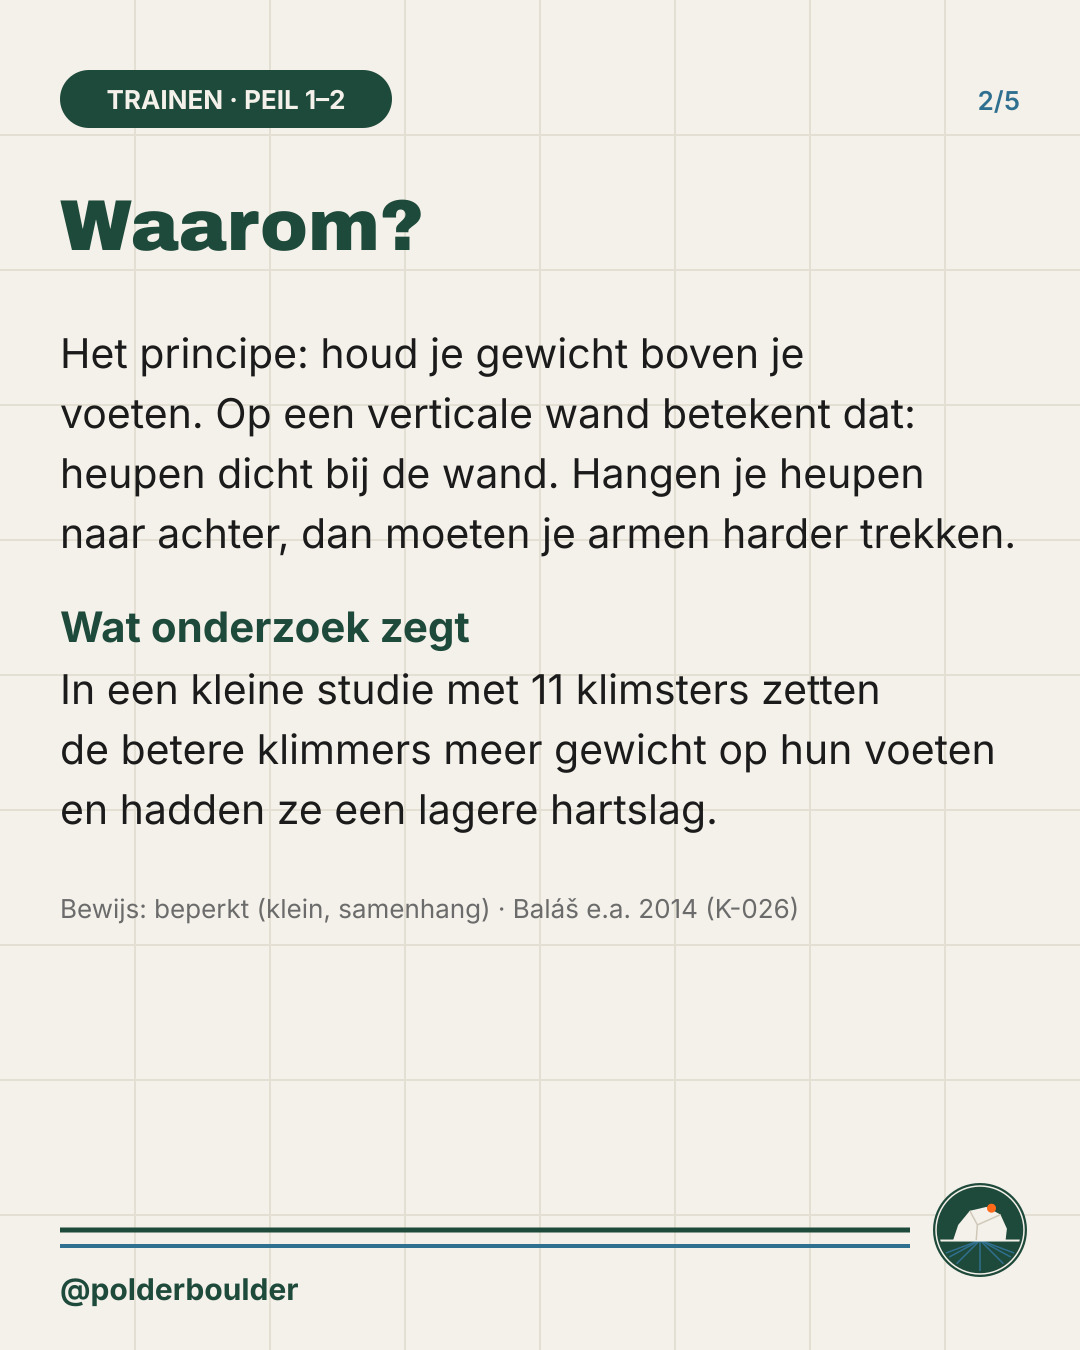 TRAINEN · PEIL 1–2
2/5
Waarom?
Het principe: houd je gewicht boven je
voeten. Op een verticale wand betekent dat:
heupen dicht bij de wand. Hangen je heupen
naar achter, dan moeten je armen harder trekken.
Wat onderzoek zegt
In een kleine studie met 11 klimsters zetten
de betere klimmers meer gewicht op hun voeten
en hadden ze een lagere hartslag.
Bewijs: beperkt (klein, samenhang) · Baláš e.a. 2014 (K-026)
@polderboulder